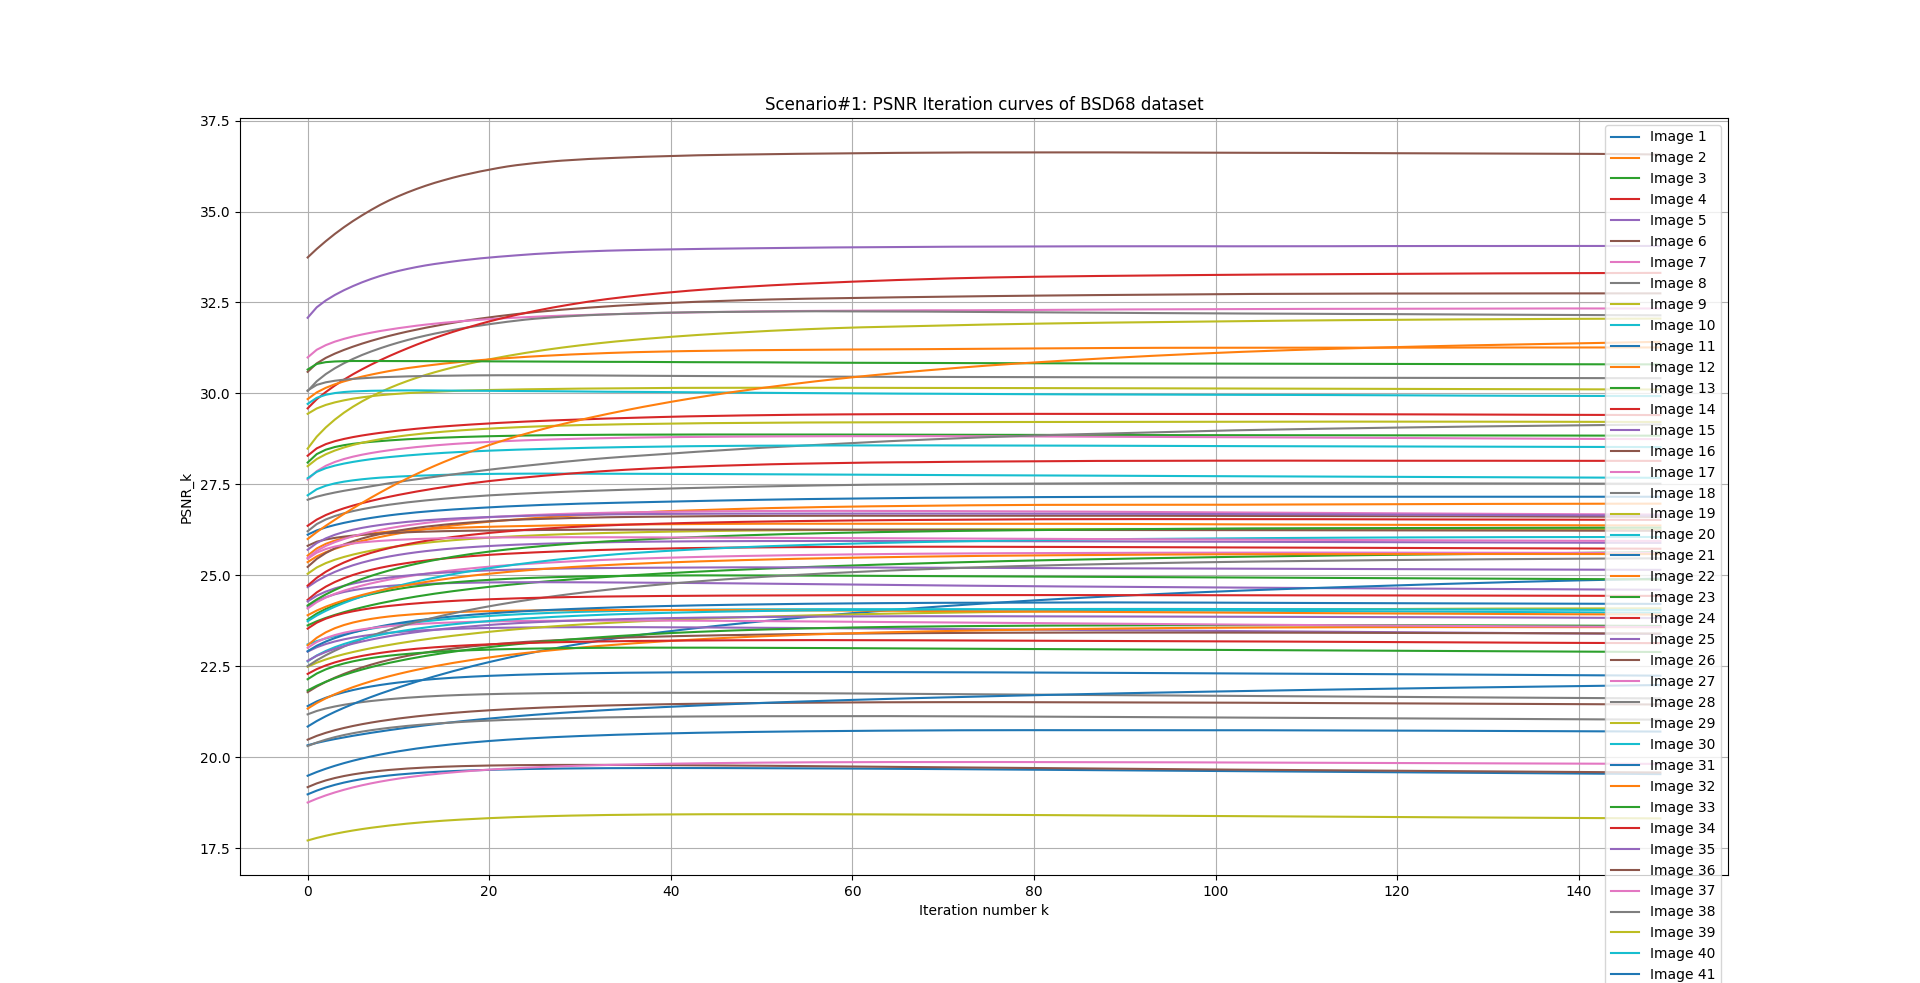 Scenario#1: PSNR Iteration curves of BSD68 dataset
37.5
35.0
32.5
30.0
27.5
25.0
22.5
20.0
17.5
PSNR_k
0 20 40 60 80 100 120 140
Iteration number k
Image 1
Image 2
Image 3
Image 4
Image 5
Image 6
Image 7
Image 8
Image 9
Image 10
Image 11
Image 12
Image 13
Image 14
Image 15
Image 16
Image 17
Image 18
Image 19
Image 20
Image 21
Image 22
Image 23
Image 24
Image 25
Image 26
Image 27
Image 28
Image 29
Image 30
Image 31
Image 32
Image 33
Image 34
Image 35
Image 36
Image 37
Image 38
Image 39
Image 40
Image 41